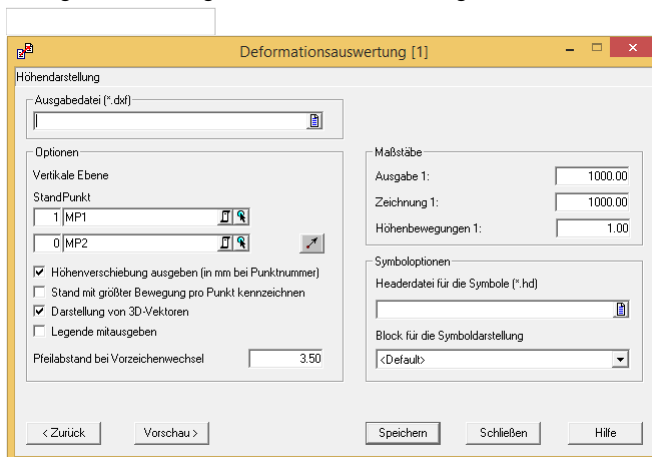 Deformationsauswertung [1]
Höhendarstellung
Ausgabedatei (*.dxf)
Optionen
Vertikale Ebene
StandPunkt
1 MP1
0 MP2
Höhenverschiebung ausgeben (in mm bei Punktnummer)
Stand mit größter Bewegung pro Punkt kennzeichnen
Darstellung von 3D-Vektoren
Legende mitausgeben
Pfeilabstand bei Vorzeichenwechsel 3.50
Maßstäbe
Ausgabe 1: 1000.00
Zeichnung 1: 1000.00
Höhenbewegungen 1: 1.00
Symboloptionen
Headerdatei für die Symbole (*.hd)
Block für die Symboldarstellung
<Default>
< Zurück Vorschau > Speichern Schließen Hilfe